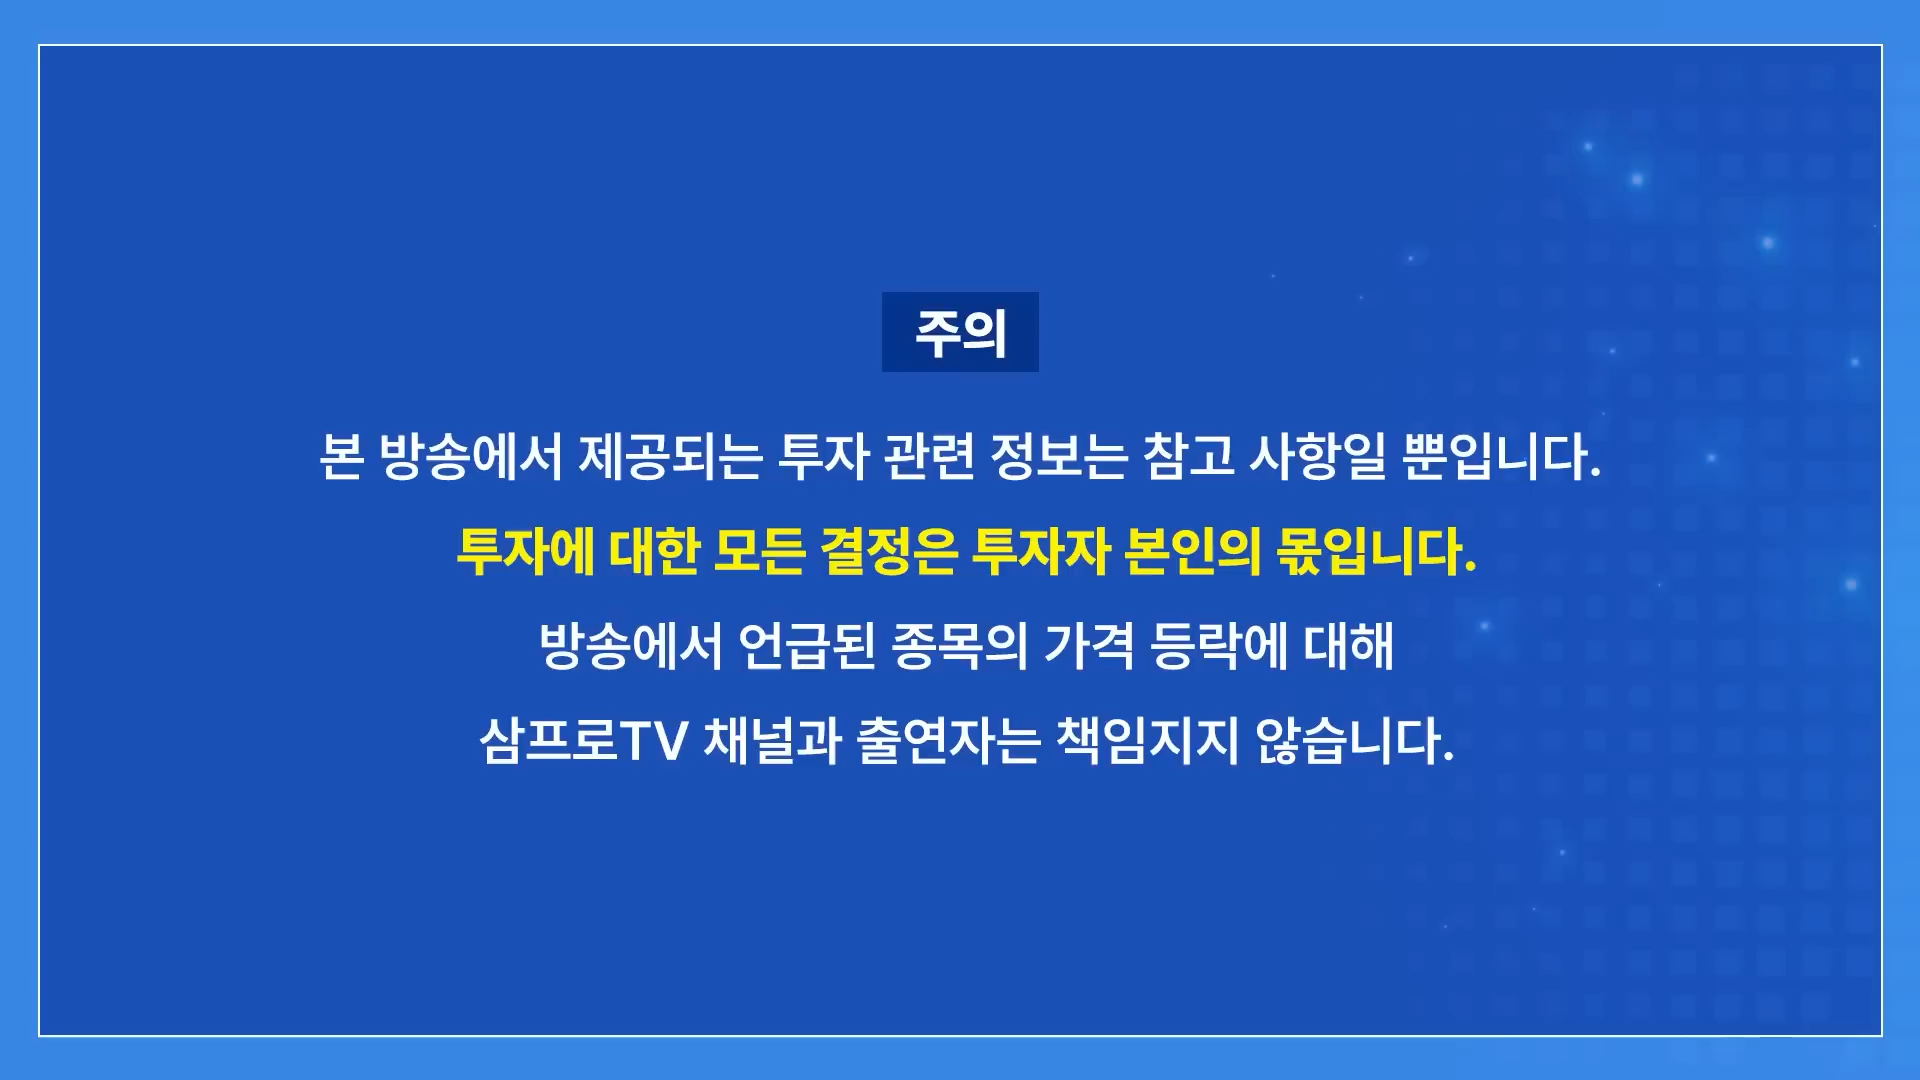 주의
본 방송에서 제공되는 투자 관련 정보는 참고 사항일 뿐입니다.
투자에 대한 모든 결정은 투자자 본인의 몫입니다.
방송에서 언급된 종목의 가격 등락에 대해
삼프로TV 채널과 출연자는 책임지지 않습니다.